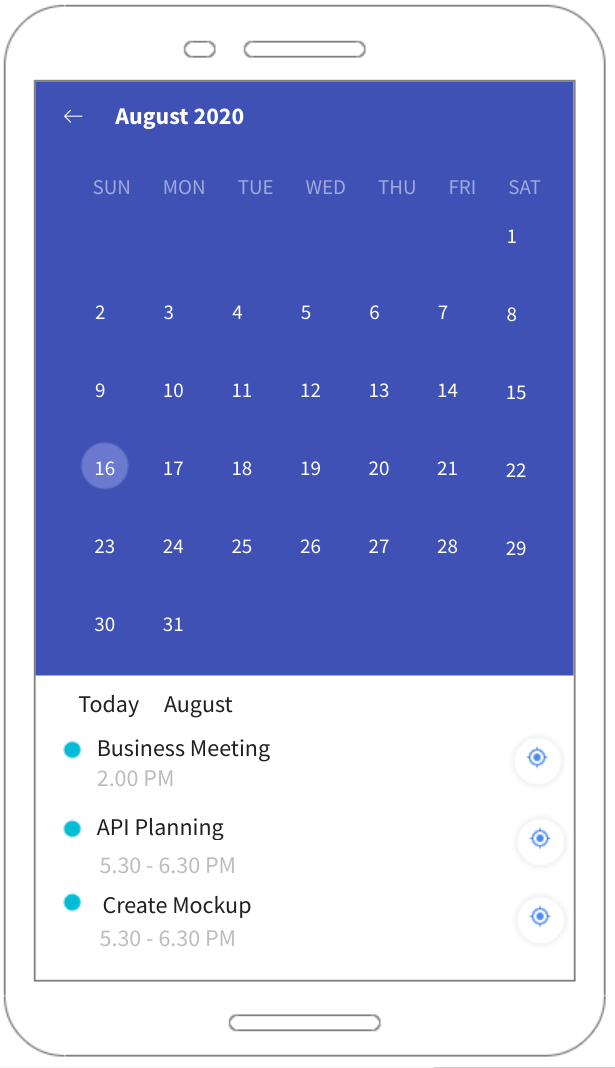 August 2020
SUN MON TUE WED THU FRI SAT
1
2 3 4 5 6 7 8
9 10 11 12 13 14 15
16 17 18 19 20 21 22
23 24 25 26 27 28 29
30 31
Today August
Business Meeting
2.00 PM
API Planning
5.30 - 6.30 PM
Create Mockup
5.30 - 6.30 PM